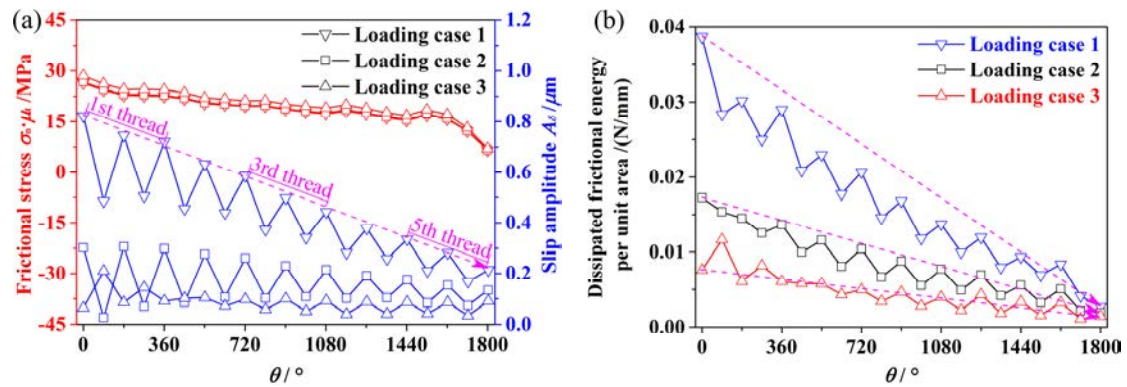 (a)
Frictional stress σₙ·μ / MPa
45
30
15
0
-15
-30
-45
Loading case 1
Loading case 2
Loading case 3
1st thread
3rd thread
5th thread
1.2
1.0
0.8
0.6
0.4
0.2
0.0
Slip amplitude / μm
0 360 720 1080 1440 1800
θ / °
(b)
Dissipated frictional energy
per unit area /(N/mm)
0.04
0.03
0.02
0.01
0.00
Loading case 1
Loading case 2
Loading case 3
0 360 720 1080 1440 1800
θ / °